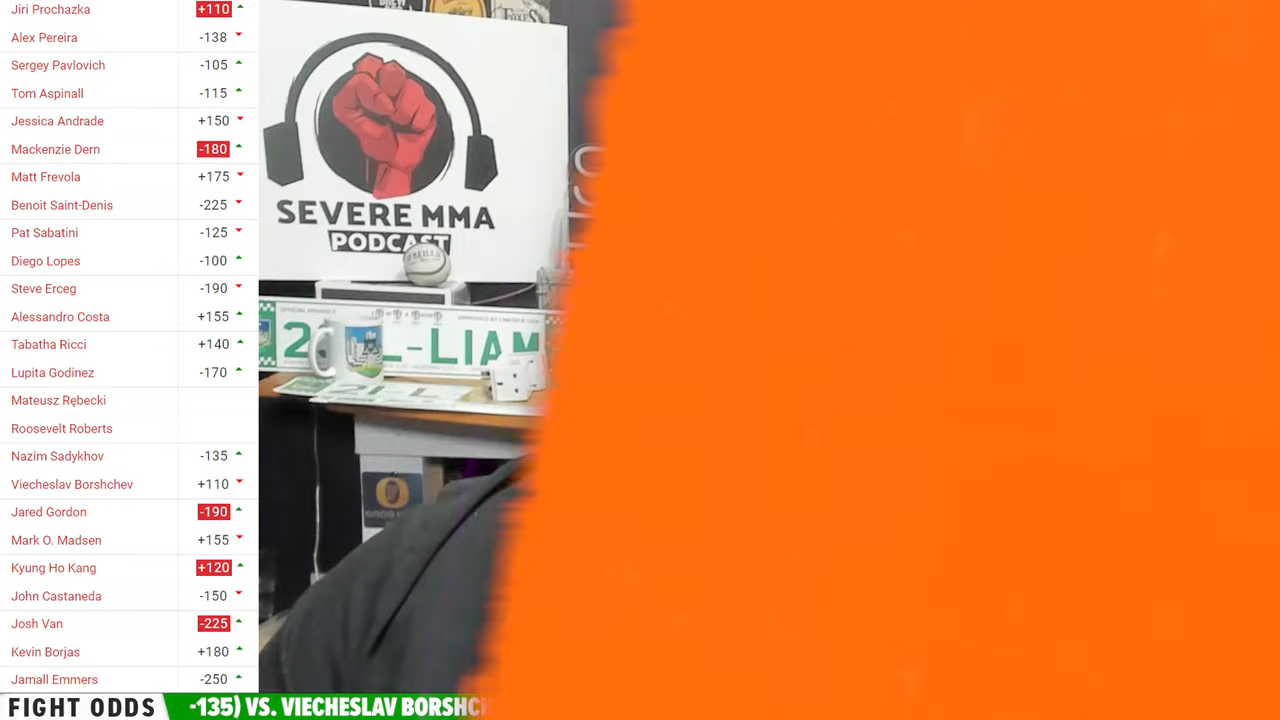 Jiri Prochazka +110
Alex Pereira -138
Sergey Pavlovich -105
Tom Aspinall -115
Jessica Andrade +150
Mackenzie Dern -180
Matt Frevola +175
Benoit Saint-Denis -225
Pat Sabatini -125
Diego Lopes -100
Steve Erceg -190
Alessandro Costa +155
Tabatha Ricci +140
Lupita Godinez -170
Mateusz Rębecki
Roosevelt Roberts
Nazim Sadykhov -135
Viecheslav Borshchev +110
Jared Gordon -190
Mark O. Madsen +155
Kyung Ho Kang +120
John Castaneda -150
Josh Van -225
Kevin Borjas +180
Jamall Emmers -250
SEVERE MMA
PODCAST
O'NEILLS
L-LIAM
21-L
FIGHT ODDS
-135) VS. VIECHESLAV BORSHC